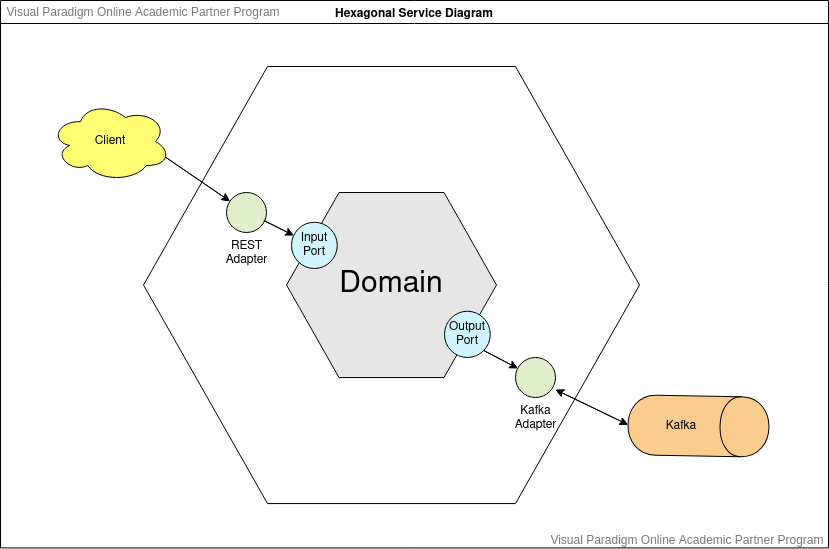 Visual Paradigm Online Academic Partner Program
Hexagonal Service Diagram
Client
REST
Adapter
Input
Port
Domain
Output
Port
Kafka
Adapter
Kafka
Visual Paradigm Online Academic Partner Program